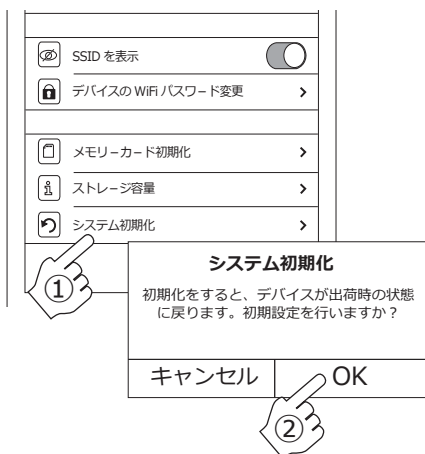 SSID を表示
デバイスの WiFi パスワード変更
メモリーカード初期化
ストレージ容量
システム初期化
システム初期化
初期化をすると、デバイスが出荷時の状態
に戻ります。初期設定を行いますか?
キャンセル OK
①
②